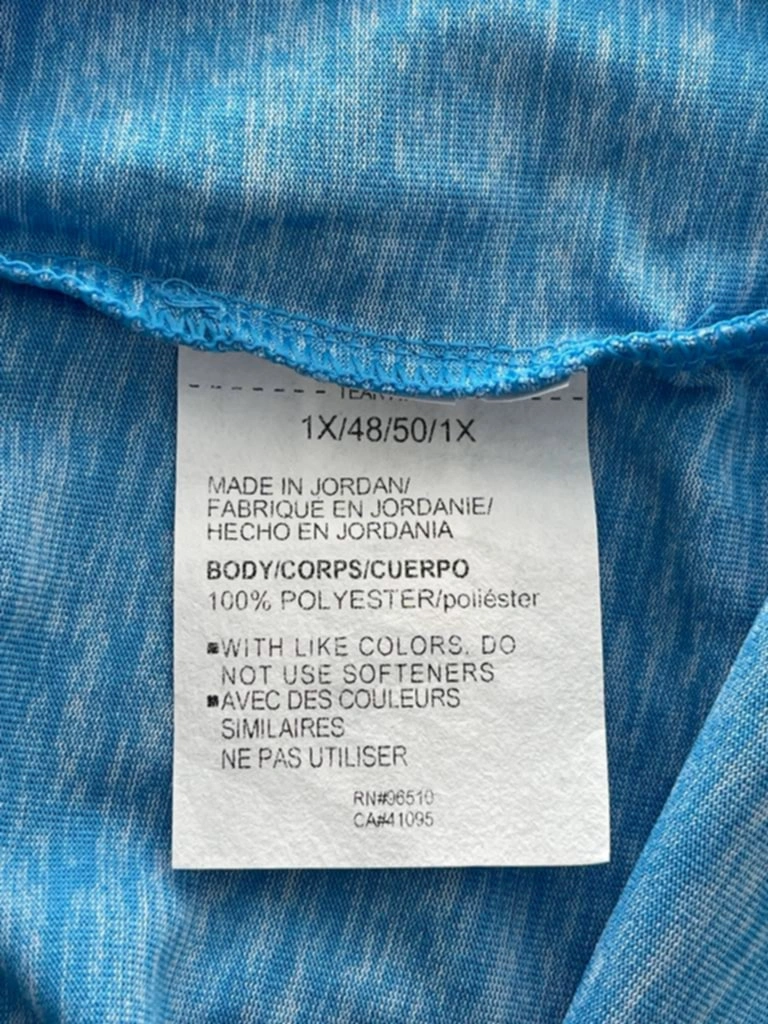 1X/48/50/1X
MADE IN JORDAN/
FABRIQUE EN JORDANIE/
HECHO EN JORDANIA
BODY/CORPS/CUERPO
100% POLYESTER/poliéster
▪WITH LIKE COLORS. DO
NOT USE SOFTENERS
▪AVEC DES COULEURS
SIMILAIRES
NE PAS UTILISER
RN#96510
CA#41095